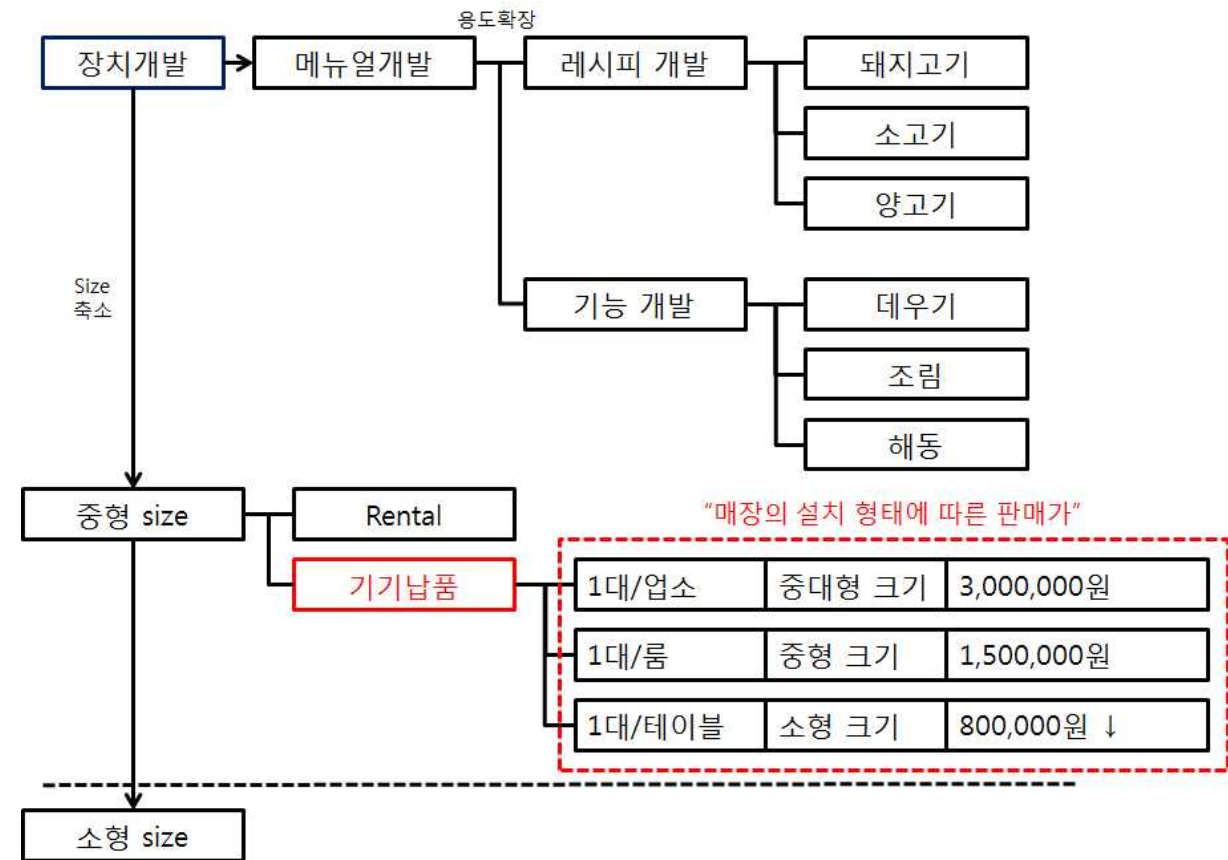 용도확장
장치개발
메뉴얼개발
레시피 개발
돼지고기
소고기
양고기
Size
축소
기능 개발
데우기
조림
해동
중형 size
Rental
"매장의 설치 형태에 따른 판매가"
기기납품
1대/업소 중대형 크기 3,000,000원
1대/룸 중형 크기 1,500,000원
1대/테이블 소형 크기 800,000원 ↓
소형 size